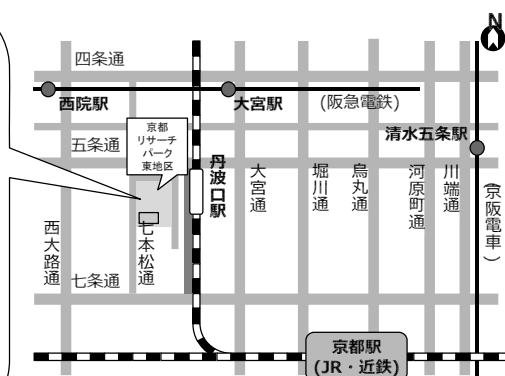 N
四条通
西院駅
大宮駅
(阪急電鉄)
京都
リサーチ
パーク
東地区
清水五条駅
五条通
丹波口駅
大宮通
堀川通
烏丸通
河原町通
川端通
(京阪電車)
西大路通
七本松通
七条通
京都駅
(JR・近鉄)